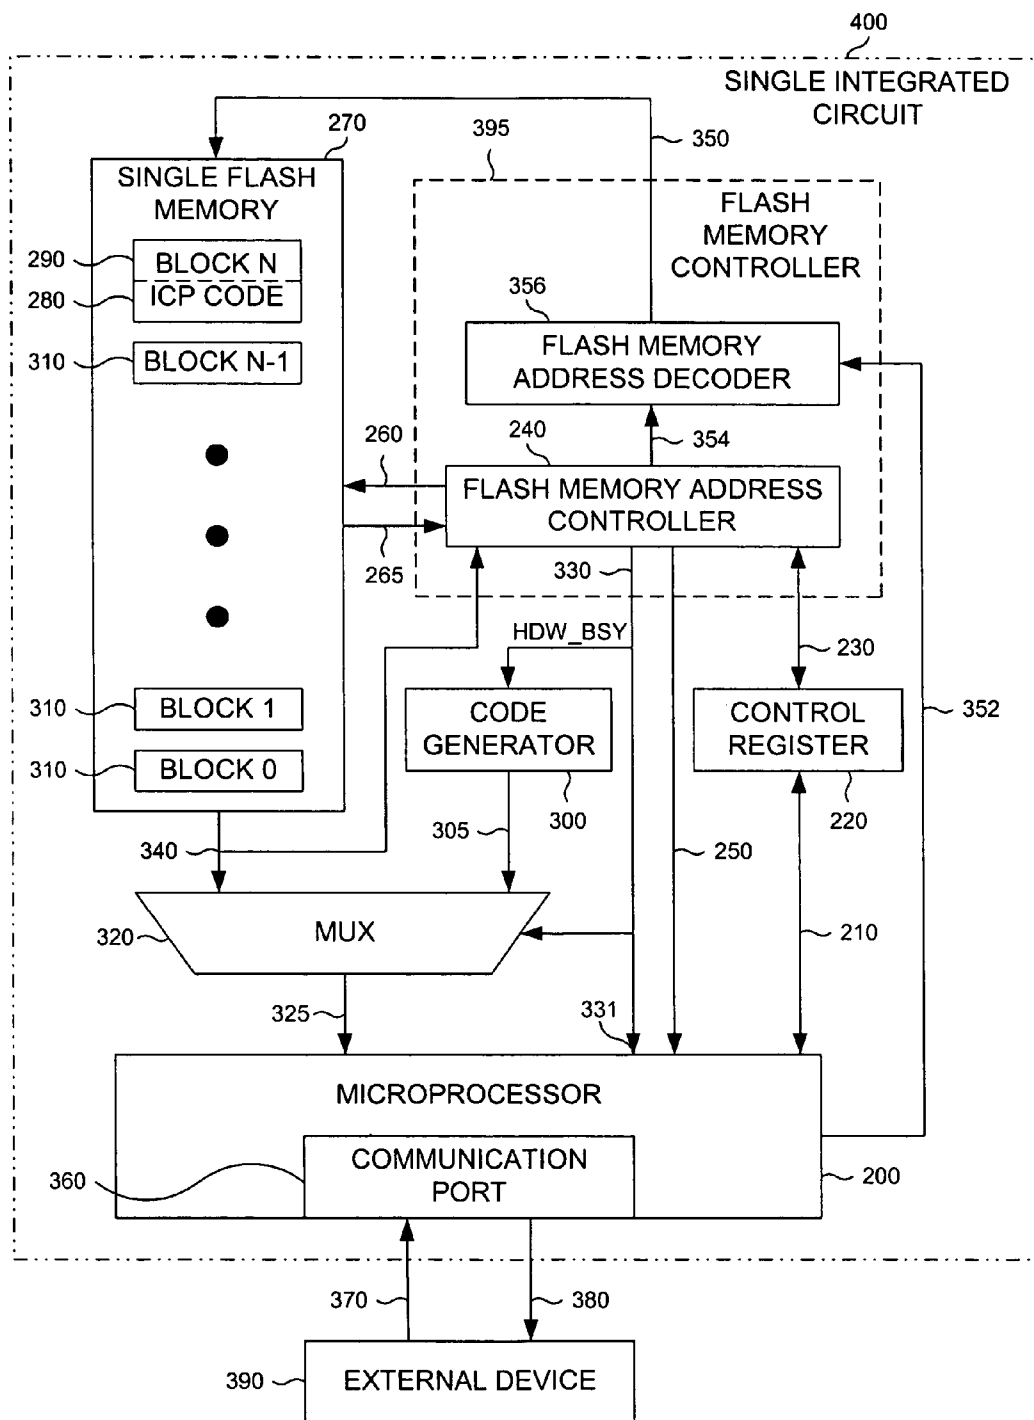 400
SINGLE INTEGRATED
CIRCUIT
270
395
350
SINGLE FLASH
MEMORY
FLASH
MEMORY
CONTROLLER
290
BLOCK N
280
ICP CODE
356
310
BLOCK N-1
FLASH MEMORY
ADDRESS DECODER
260
240
354
FLASH MEMORY ADDRESS
CONTROLLER
265
330
HDW_BSY
230
310
BLOCK 1
CODE
GENERATOR
CONTROL
REGISTER
352
310
BLOCK 0
300
220
305
340
250
320
MUX
210
325
331
MICROPROCESSOR
COMMUNICATION
PORT
360
200
370
380
390
EXTERNAL DEVICE